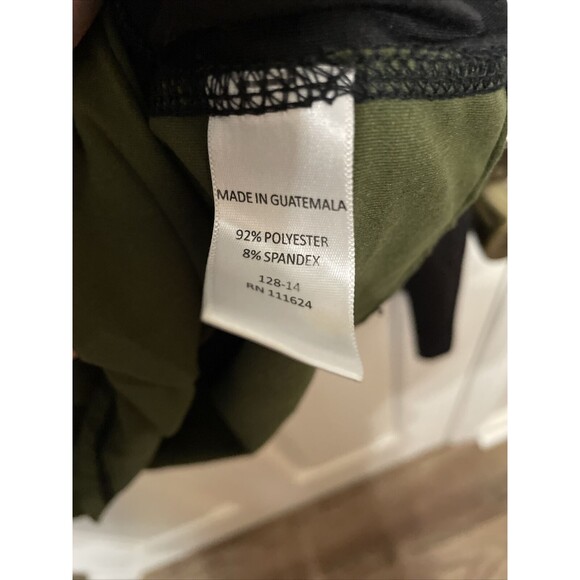 MADE IN GUATEMALA
92% POLYESTER
8% SPANDEX
128-14
RN 111624